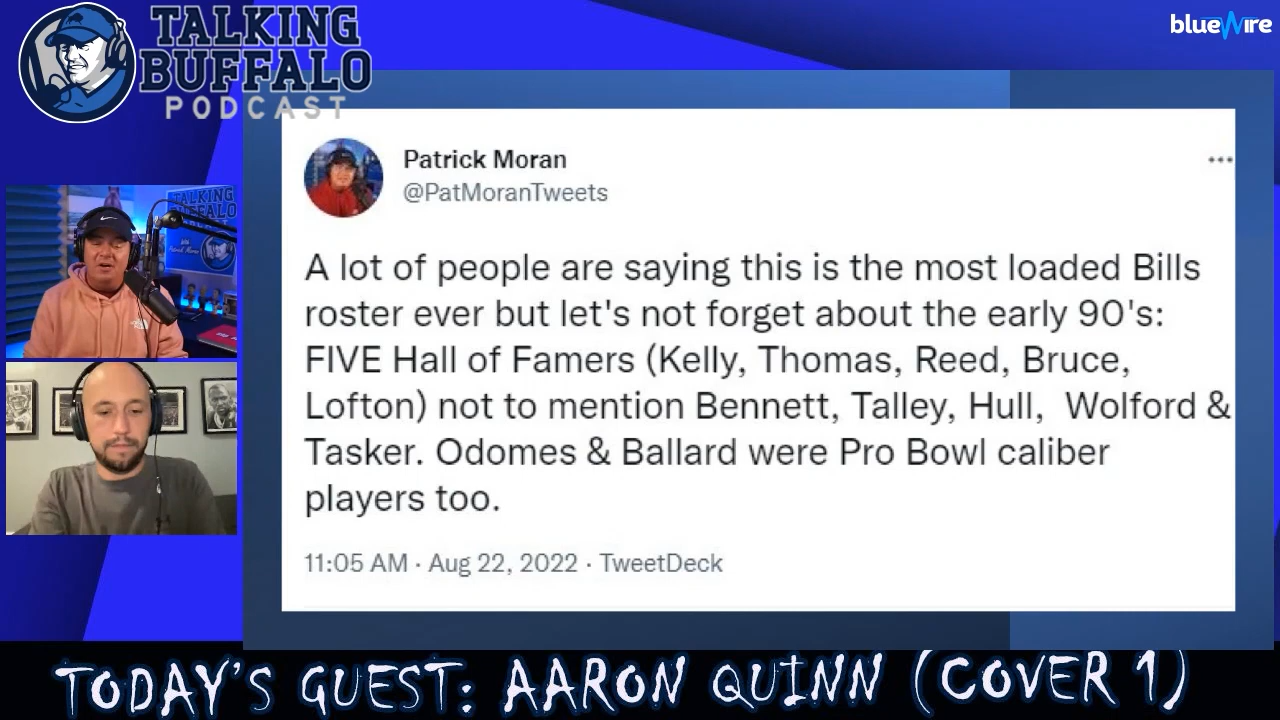 TALKING
BUFFALO
PODCAST
blueWire
Patrick Moran
@PatMoranTweets
A lot of people are saying this is the most loaded Bills
roster ever but let's not forget about the early 90's:
FIVE Hall of Famers (Kelly, Thomas, Reed, Bruce,
Lofton) not to mention Bennett, Talley, Hull, Wolford &
Tasker. Odomes & Ballard were Pro Bowl caliber
players too.
11:05 AM · Aug 22, 2022 · TweetDeck
TALKING
BUFFALO
TODAY'S GUEST: AARON QUINN (COVER 1)